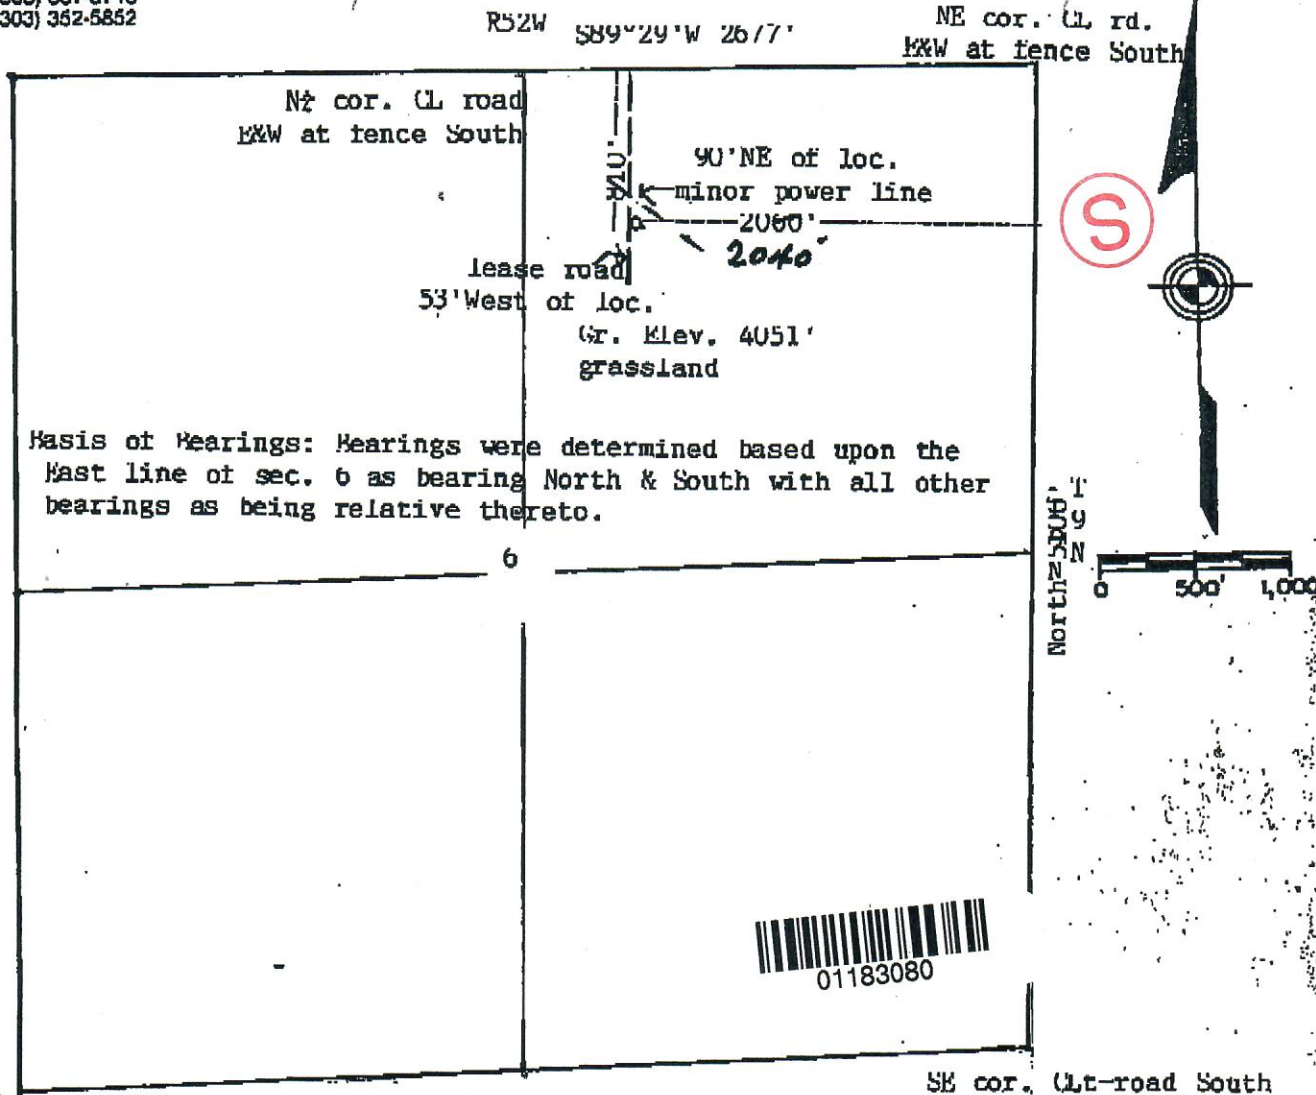 303) 352-5852
R52W
S89°29'W 2677'
NE cor. CL rd.
E&W at fence South
N¼ cor. CL road
E&W at fence South
810'
90'NE of loc.
minor power line
2060'
2040'
lease road
53'West of loc.
Gr. Elev. 4051'
grassland
S
Basis of Bearings: Bearings were determined based upon the
East line of sec. 6 as bearing North & South with all other
bearings as being relative thereto.
6
North
T
9
N
0 500' 1,000
01183080
SE cor. CLt-road South